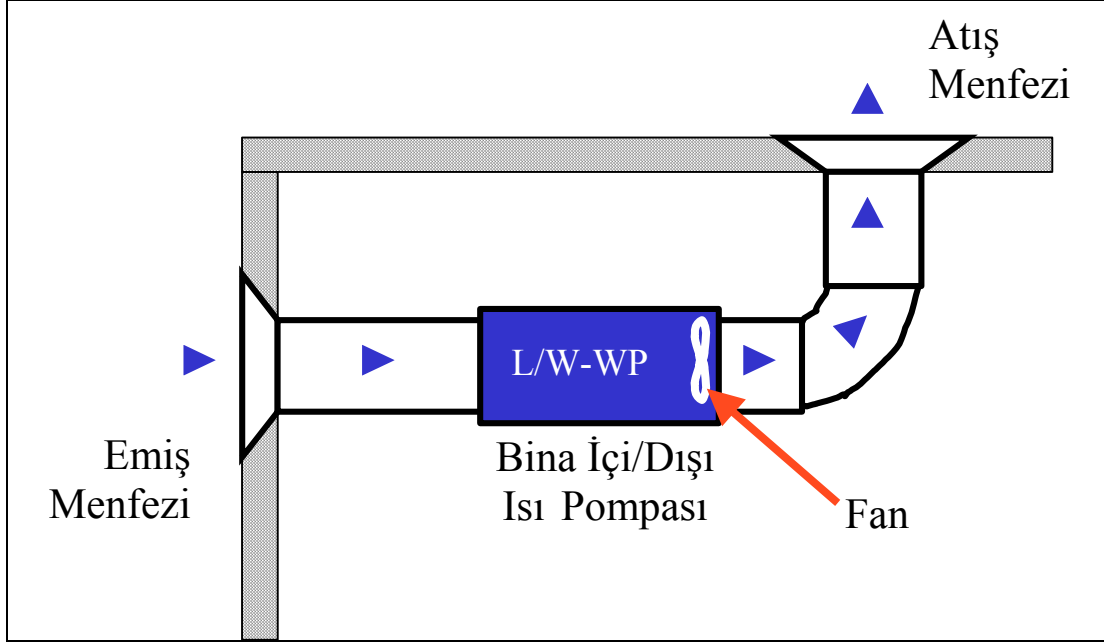 Atış
Menfezi
L/W-WP
Emiş
Menfezi
Bina İçi/Dışı
Isı Pompası
Fan